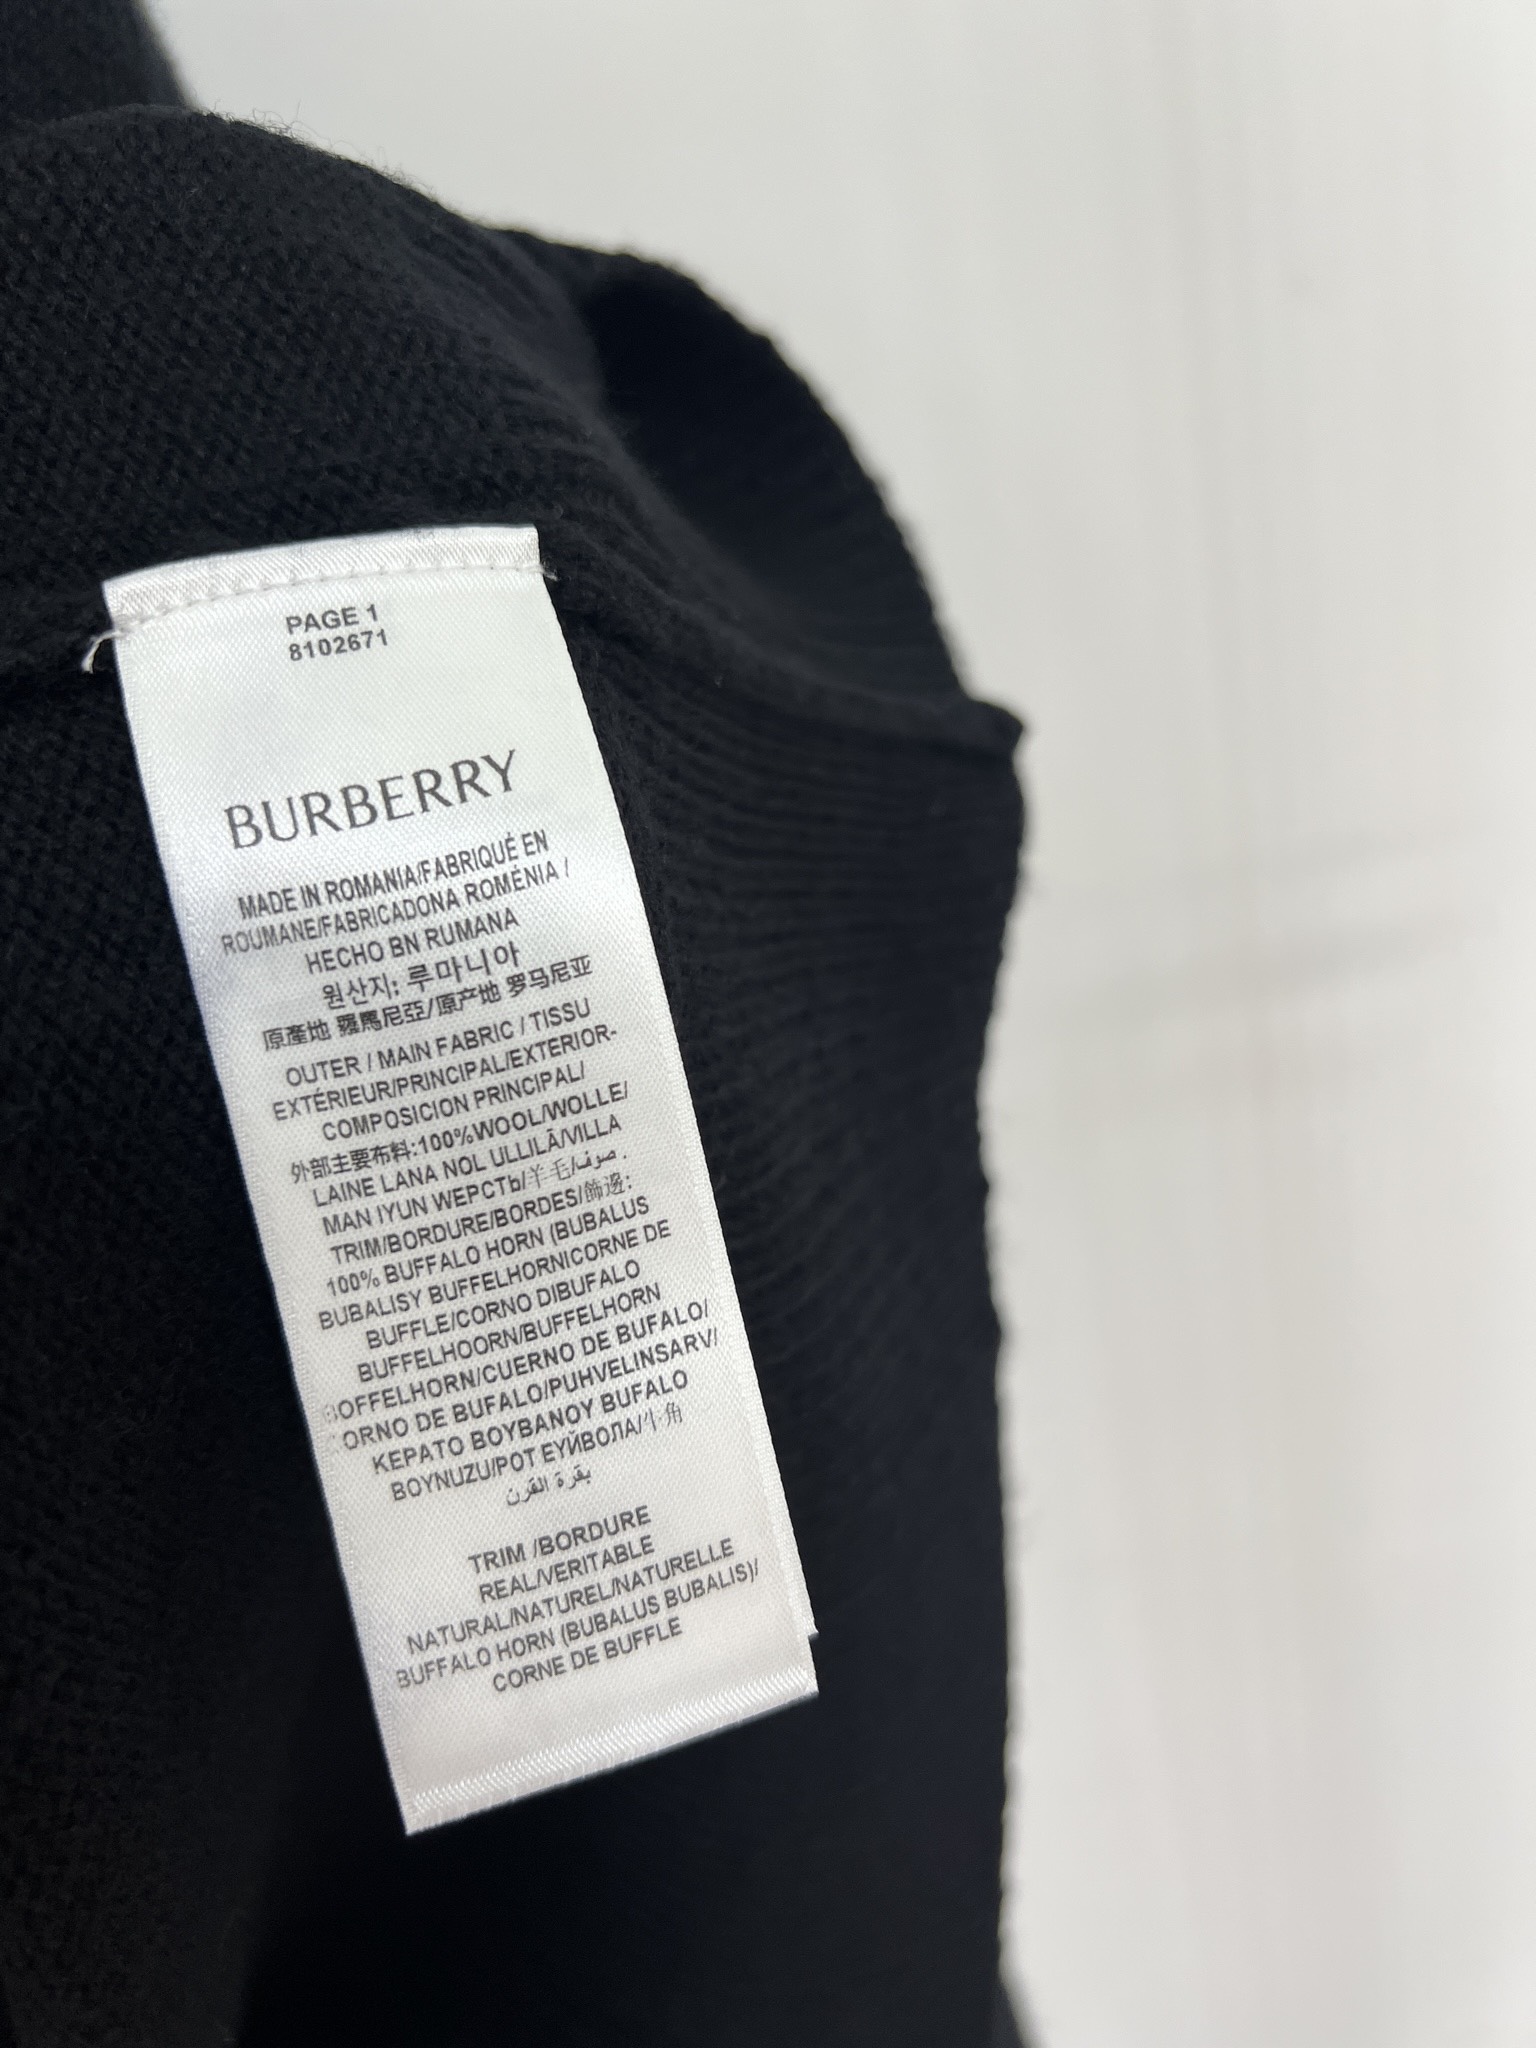 PAGE 1
8102671
BURBERRY
MADE IN ROMANIA/FABRIQUÉ EN
ROUMANE/FABRICADONA ROMÉNIA /
HECHO BN RUMANA
원산지: 루마니아
原產地 羅馬尼亞/原产地 罗马尼亚
OUTER / MAIN FABRIC / TISSU
EXTÉRIEUR/PRINCIPAL/EXTERIOR-
COMPOSICION PRINCIPAL/
外部主要布料:100%WOOL/WOLLE/
LAINE LANA NOL ULLILÃ/VILLA
MAN IYUN WEPCTЬ/羊毛/صوف.
TRIM/BORDURE/BORDES/飾邊:
100% BUFFALO HORN (BUBALUS
BUBALISY BUFFELHORNICORNE DE
BUFFLE/CORNO DIBUFALO
BUFFELHOORN/BUFFELHORN
BOFFELHORN/CUERNO DE BUFALO/
ORNO DE BUFALO/PUHVELINSARV/
KEPATO BOYBANOY BUFALO
BOYNUZU/POT EYЙВОЛА/牛角
بقرة القرن
TRIM /BORDURE
REAL/VERITABLE
NATURAL/NATUREL/NATURELLE
BUFFALO HORN (BUBALUS BUBALIS)/
CORNE DE BUFFLE